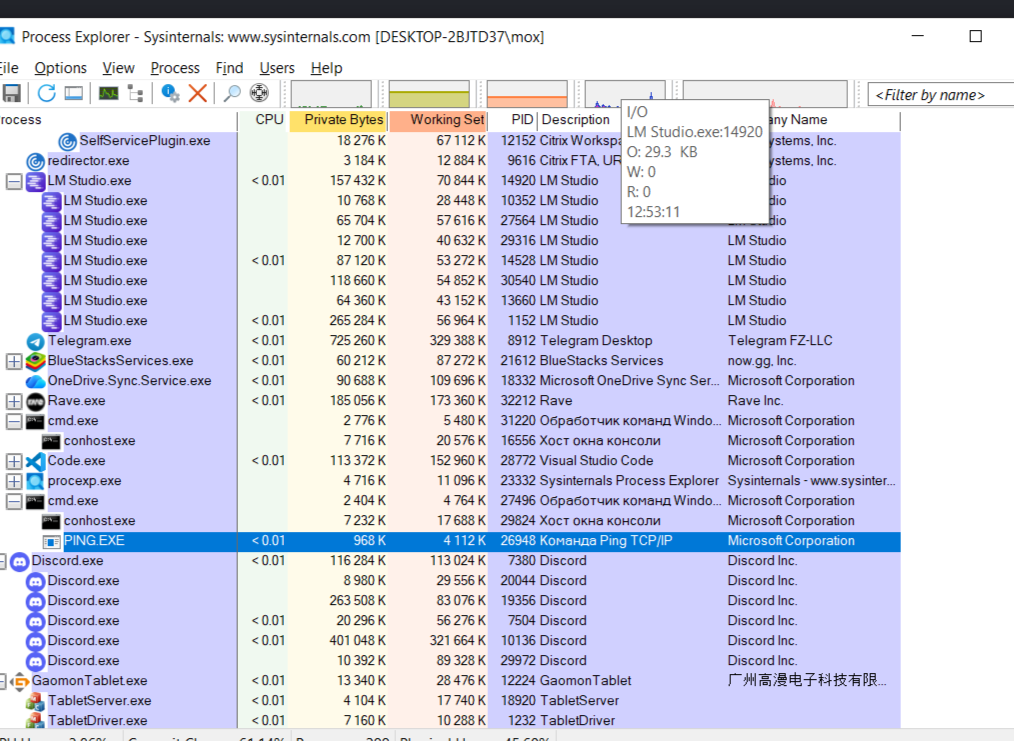 Process Explorer - Sysinternals: www.sysinternals.com [DESKTOP-2BJTD37\mox]
ile Options View Process Find Users Help
<Filter by name>
rocess CPU Private Bytes Working Set PID Description any Name
SelfServicePlugin.exe 18 276 K 67 112 K 12152 Citrix Workspa ystems, Inc.
redirector.exe 3 184 K 12 884 K 9616 Citrix FTA, UR ystems, Inc.
LM Studio.exe < 0.01 157 432 K 70 844 K 14920 LM Studio dio
LM Studio.exe 10 768 K 28 448 K 10352 LM Studio dio
LM Studio.exe 65 704 K 57 616 K 27564 LM Studio
LM Studio.exe 12 700 K 40 632 K 29316 LM Studio LM Studio
LM Studio.exe < 0.01 87 120 K 53 272 K 14528 LM Studio LM Studio
LM Studio.exe 118 660 K 54 852 K 30540 LM Studio LM Studio
LM Studio.exe 64 360 K 43 152 K 13660 LM Studio LM Studio
LM Studio.exe < 0.01 265 284 K 56 964 K 1152 LM Studio LM Studio
Telegram.exe < 0.01 725 260 K 329 388 K 8912 Telegram Desktop Telegram FZ-LLC
BlueStacksServices.exe < 0.01 60 212 K 87 272 K 21612 BlueStacks Services now.gg, Inc.
OneDrive.Sync.Service.exe < 0.01 90 688 K 109 696 K 18332 Microsoft OneDrive Sync Ser... Microsoft Corporation
Rave.exe < 0.01 185 056 K 173 360 K 32212 Rave Rave Inc.
cmd.exe 2 776 K 5 480 K 31220 Обработчик команд Windo... Microsoft Corporation
conhost.exe 7 716 K 20 576 K 16556 Хост окна консоли Microsoft Corporation
Code.exe < 0.01 113 372 K 152 960 K 28772 Visual Studio Code Microsoft Corporation
procexp.exe 4 716 K 11 096 K 23332 Sysinternals Process Explorer Sysinternals - www.sysinter...
cmd.exe 2 404 K 4 764 K 27496 Обработчик команд Windo... Microsoft Corporation
conhost.exe 7 232 K 17 688 K 29824 Хост окна консоли Microsoft Corporation
PING.EXE < 0.01 968 K 4 112 K 26948 Команда Ping TCP/IP Microsoft Corporation
Discord.exe < 0.01 116 284 K 113 024 K 7380 Discord Discord Inc.
Discord.exe 8 980 K 29 556 K 20044 Discord Discord Inc.
Discord.exe 263 508 K 83 076 K 19356 Discord Discord Inc.
Discord.exe < 0.01 20 296 K 56 276 K 7504 Discord Discord Inc.
Discord.exe < 0.01 401 048 K 321 664 K 10136 Discord Discord Inc.
Discord.exe 10 392 K 89 328 K 29972 Discord Discord Inc.
GaomonTablet.exe < 0.01 13 340 K 28 476 K 12224 GaomonTablet 广州高漫电子科技有限...
TabletServer.exe < 0.01 4 104 K 17 740 K 18920 TabletServer
TabletDriver.exe < 0.01 7 160 K 10 288 K 1232 TabletDriver
I/O
LM Studio.exe:14920
O: 29.3 KB
W: 0
R: 0
12:53:11